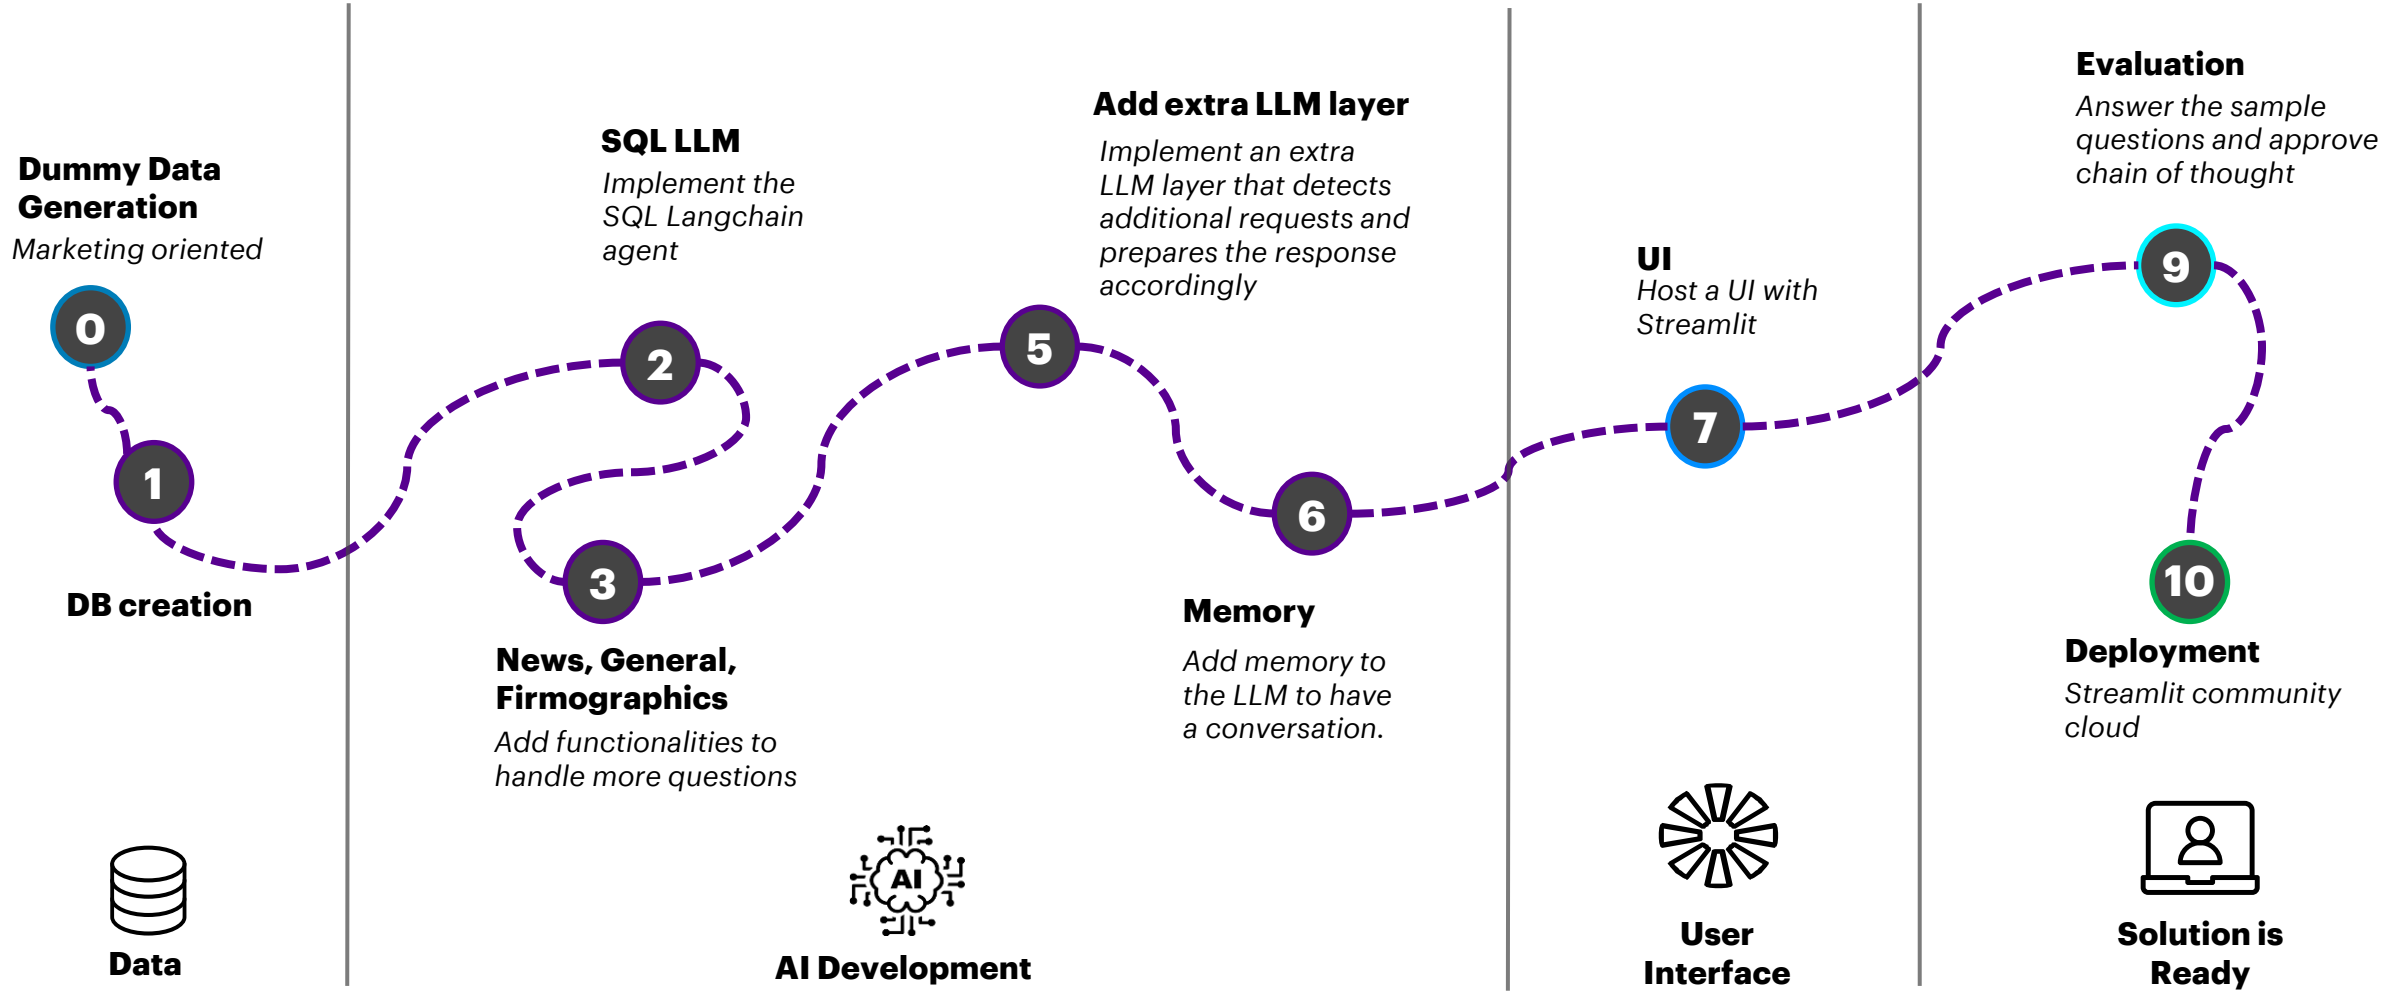 Dummy Data
Generation
Marketing oriented
0
1
DB creation
Data
SQL LLM
Implement the
SQL Langchain
agent
2
3
News, General,
Firmographics
Add functionalities to
handle more questions
Add extra LLM layer
Implement an extra
LLM layer that detects
additional requests and
prepares the response
accordingly
5
6
Memory
Add memory to
the LLM to have
a conversation.
AI
AI Development
UI
Host a UI with
Streamlit
7
User
Interface
Evaluation
Answer the sample
questions and approve
chain of thought
9
10
Deployment
Streamlit community
cloud
Solution is
Ready